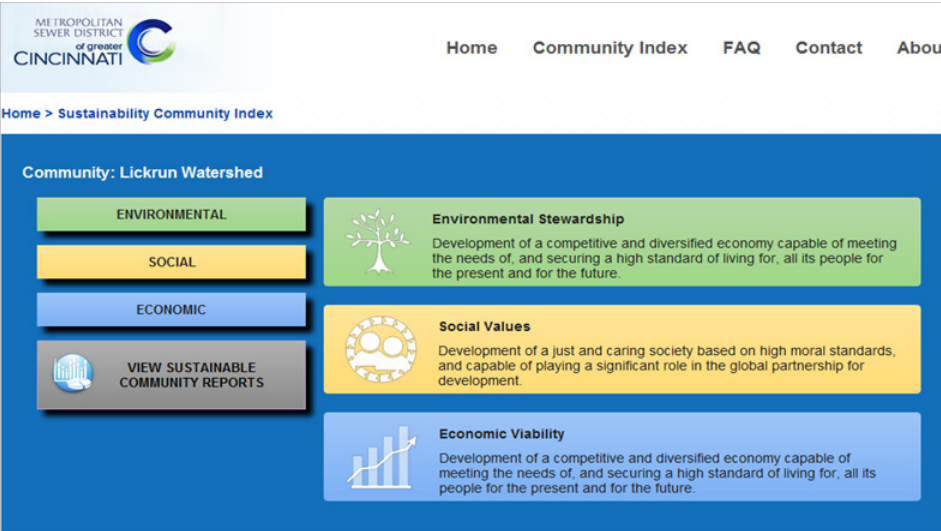 METROPOLITAN
SEWER DISTRICT
of greater
CINCINNATI
Home Community Index FAQ Contact Abou
Home > Sustainability Community Index
Community: Lickrun Watershed
ENVIRONMENTAL
SOCIAL
ECONOMIC
VIEW SUSTAINABLE
COMMUNITY REPORTS
Environmental Stewardship
Development of a competitive and diversified economy capable of meeting
the needs of, and securing a high standard of living for, all its people for
the present and for the future.
Social Values
Development of a just and caring society based on high moral standards,
and capable of playing a significant role in the global partnership for
development.
Economic Viability
Development of a competitive and diversified economy capable of
meeting the needs of, and securing a high standard of living for, all its
people for the present and for the future.